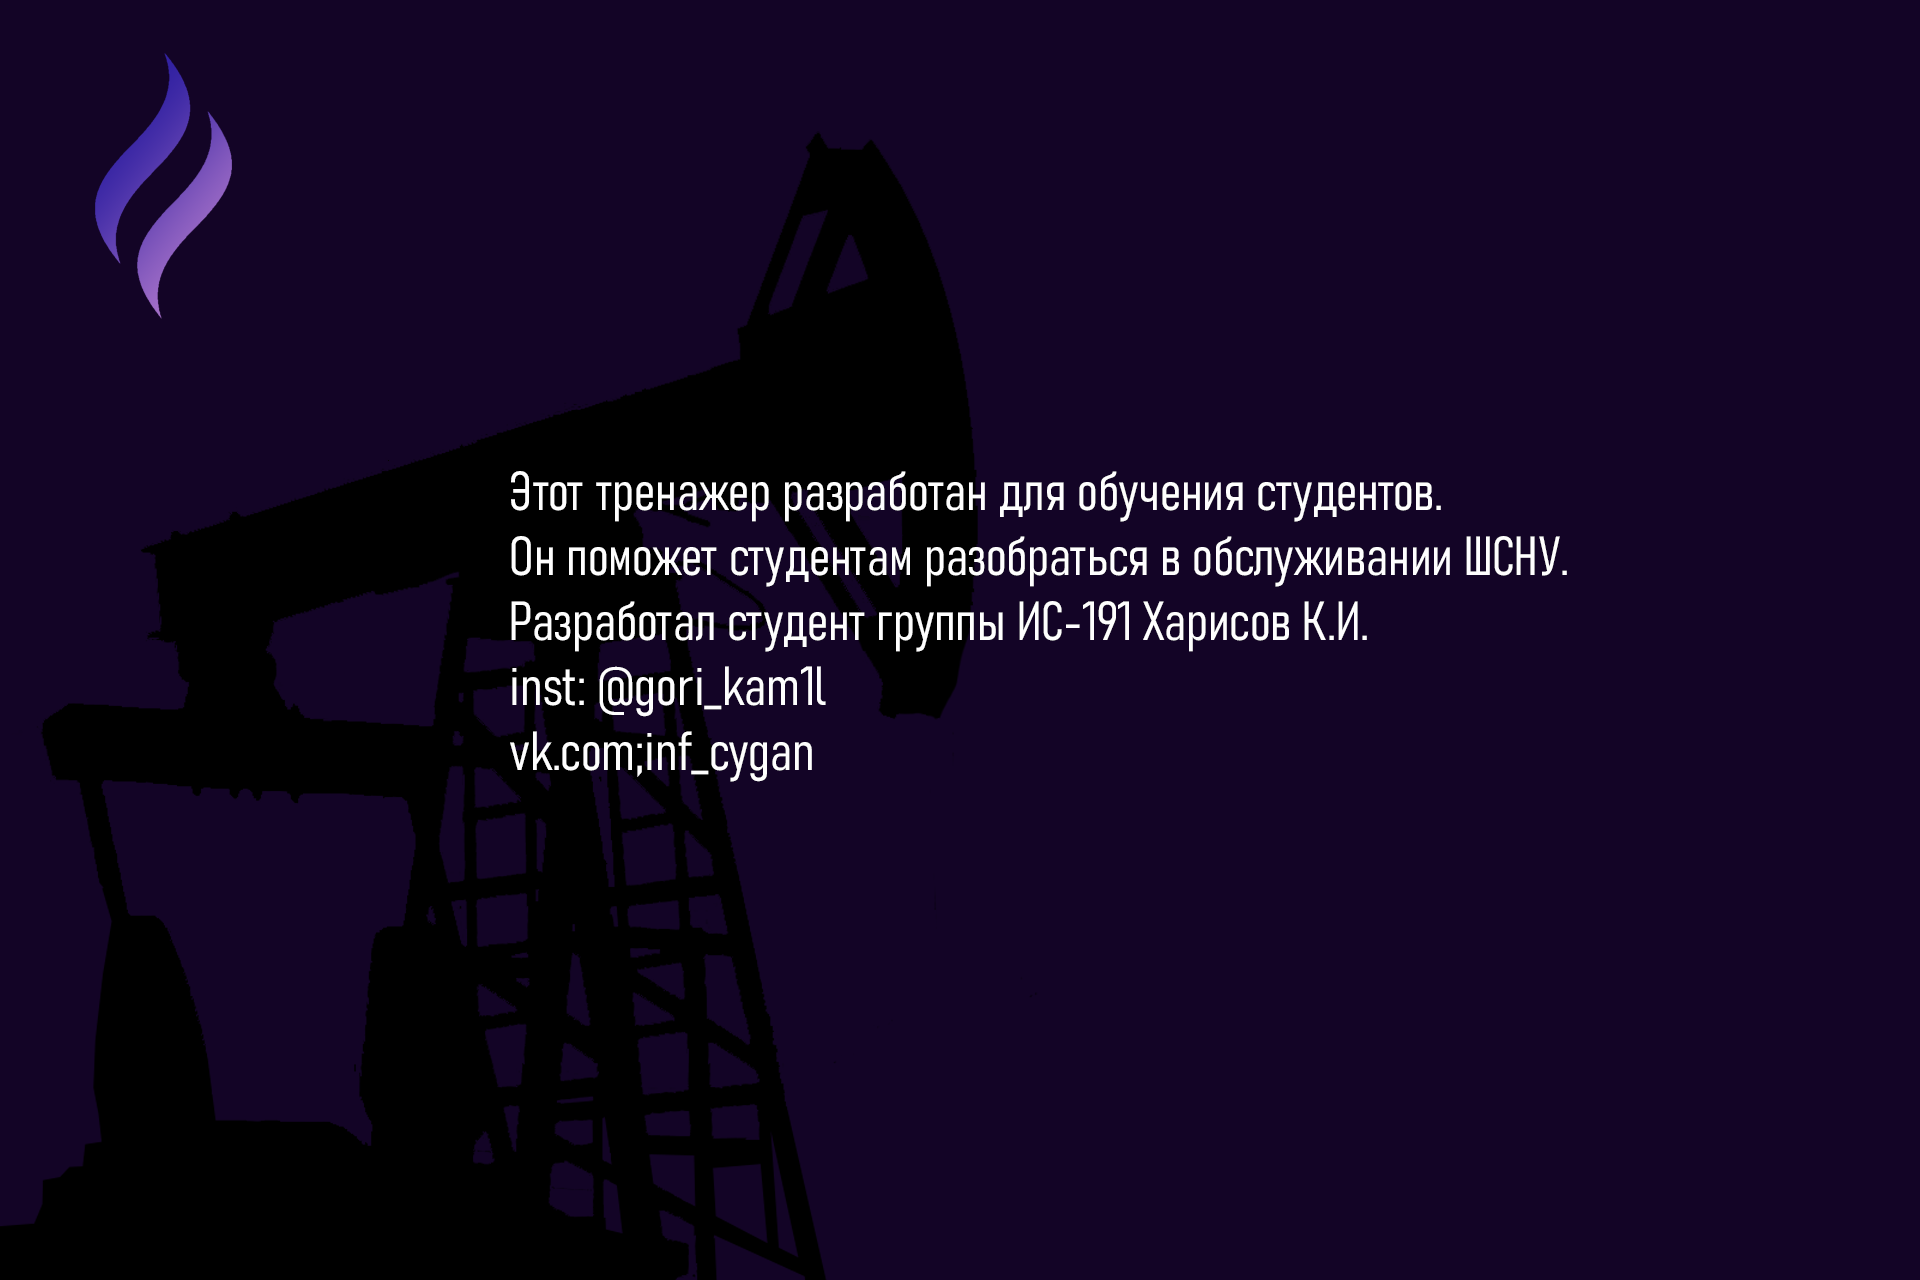 Этот тренажер разработан для обучения студентов.
Он поможет студентам разобраться в обслуживании ШСНУ.
Разработал студент группы ИС-191 Харисов К.И.
inst: @gori_kam1l
vk.com;inf_cygan